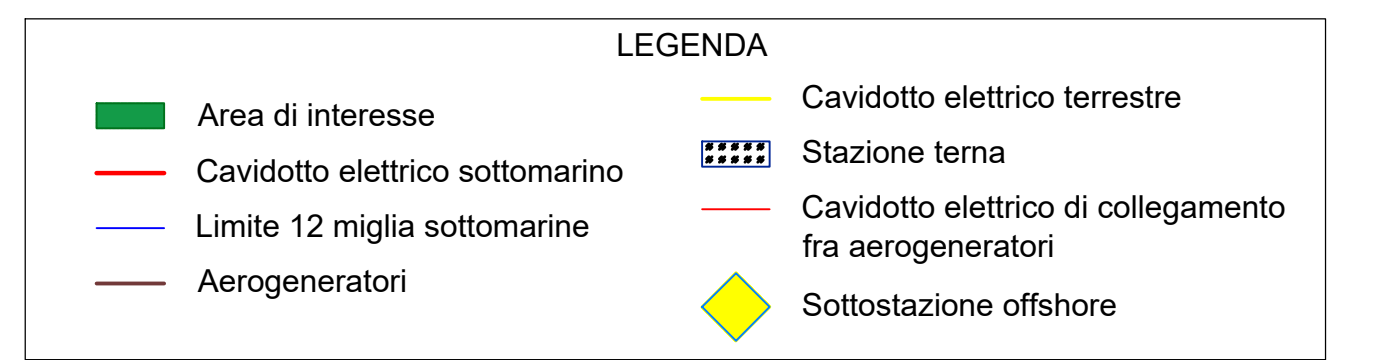 LEGENDA
Area di interesse
Cavidotto elettrico sottomarino
Limite 12 miglia sottomarine
Aerogeneratori
Cavidotto elettrico terrestre
Stazione terna
Cavidotto elettrico di collegamento
fra aerogeneratori
Sottostazione offshore